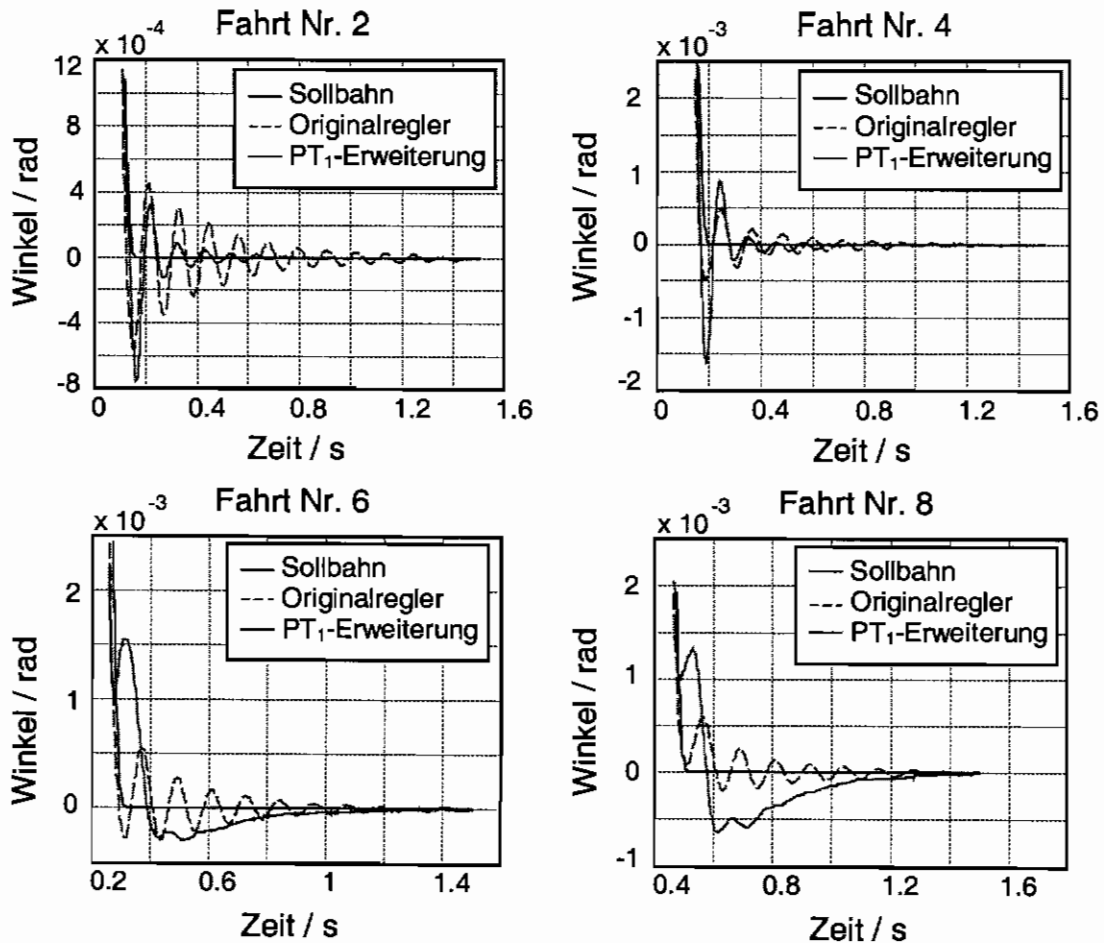 Fahrt Nr. 2
x 10-4
12
8
4
0
-4
-8
Winkel / rad
Sollbahn
Originalregler
PT₁-Erweiterung
0 0.4 0.8 1.2 1.6
Zeit / s
Fahrt Nr. 4
x 10-3
2
1
0
-1
-2
Winkel / rad
Sollbahn
Originalregler
PT₁-Erweiterung
0 0.4 0.8 1.2 1.6
Zeit / s
Fahrt Nr. 6
x 10-3
2
1
0
Winkel / rad
Sollbahn
Originalregler
PT₁-Erweiterung
0.2 0.6 1 1.4
Zeit / s
Fahrt Nr. 8
x 10-3
2
1
0
-1
Winkel / rad
Sollbahn
Originalregler
PT₁-Erweiterung
0.4 0.8 1.2 1.6
Zeit / s